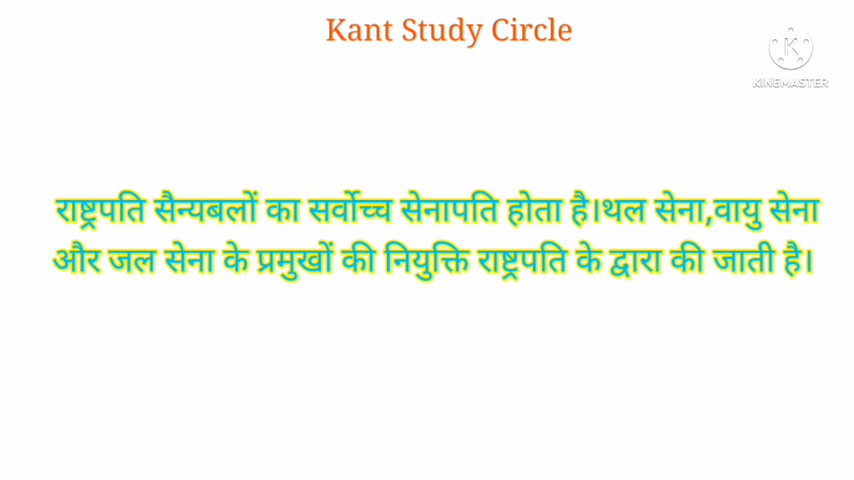 Kant Study Circle
KINEMASTER
राष्ट्रपति सैन्यबलों का सर्वोच्च सेनापति होता है।थल सेना,वायु सेना
और जल सेना के प्रमुखों की नियुक्ति राष्ट्रपति के द्वारा की जाती है।